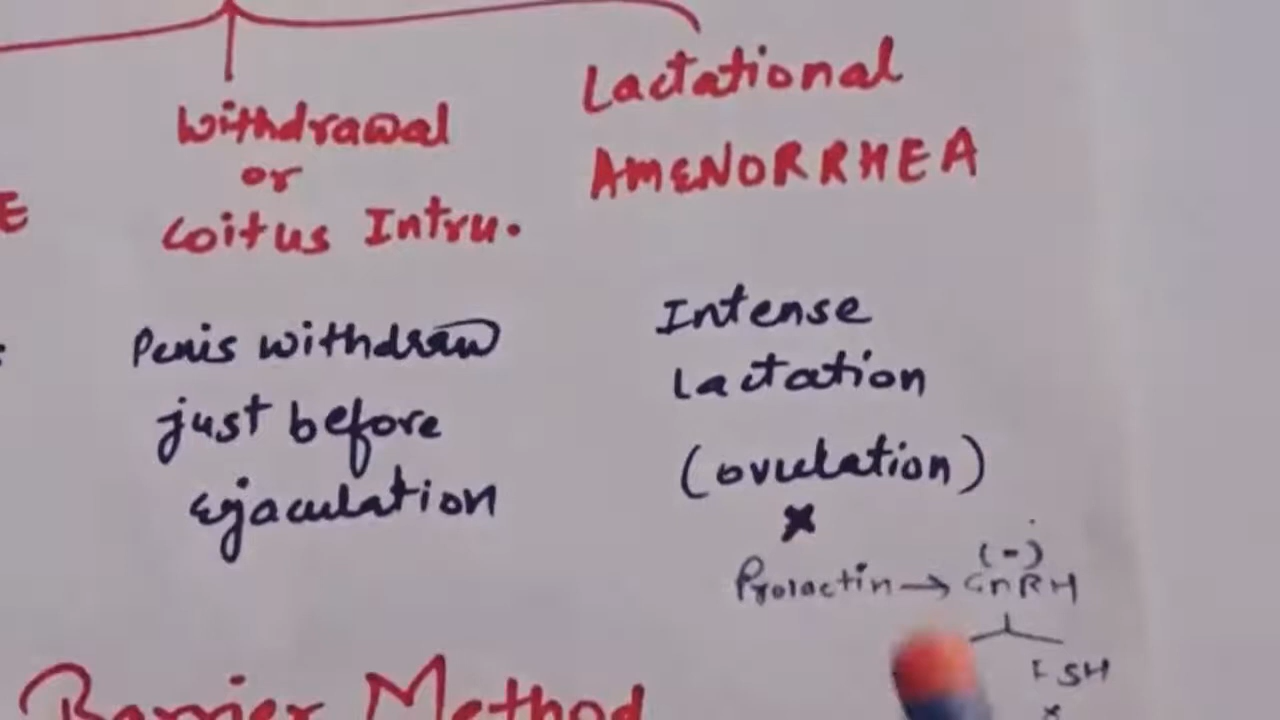 Withdrawal
or
Coitus Intru.
E
Penis withdraw
just before
ejaculation
Lactational
AMENORRHEA
Intense
Lactation
(ovulation)
×
(-)
Prolactin → GnRH
FSH
×
Barrier Method